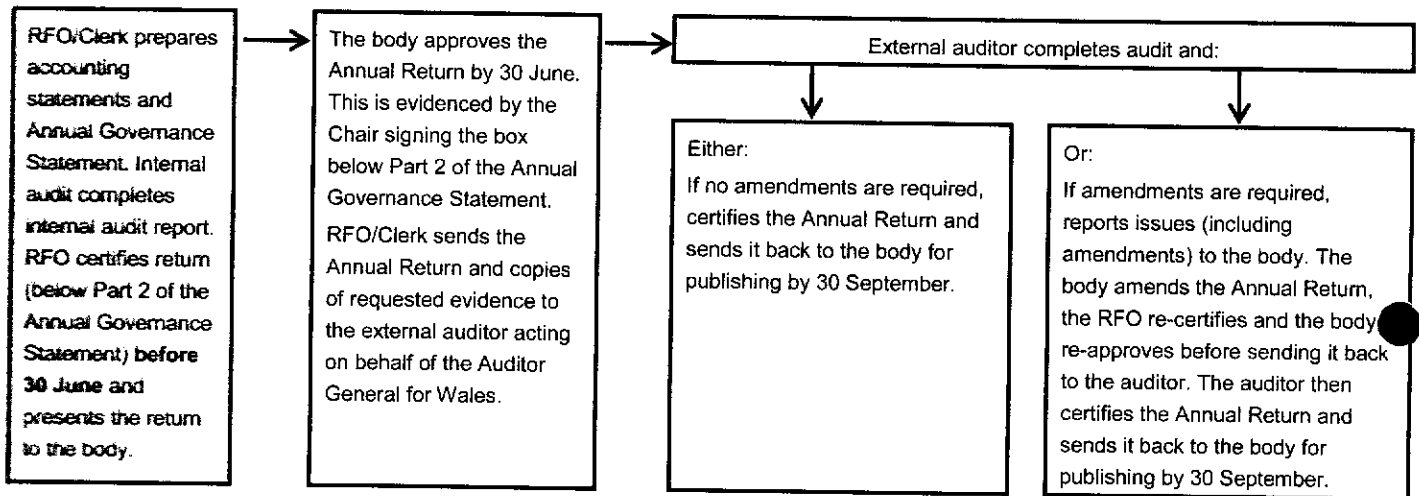 RFO/Clerk prepares
accounting
statements and
Annual Governance
Statement. Internal
audit completes
internal audit report.
RFO certifies return
(below Part 2 of the
Annual Governance
Statement) before
30 June and
presents the return
to the body.
The body approves the
Annual Return by 30 June.
This is evidenced by the
Chair signing the box
below Part 2 of the Annual
Governance Statement.
RFO/Clerk sends the
Annual Return and copies
of requested evidence to
the external auditor acting
on behalf of the Auditor
General for Wales.
External auditor completes audit and:
Either:
If no amendments are required,
certifies the Annual Return and
sends it back to the body for
publishing by 30 September.
Or:
If amendments are required,
reports issues (including
amendments) to the body. The
body amends the Annual Return,
the RFO re-certifies and the body
re-approves before sending it back
to the auditor. The auditor then
certifies the Annual Return and
sends it back to the body for
publishing by 30 September.